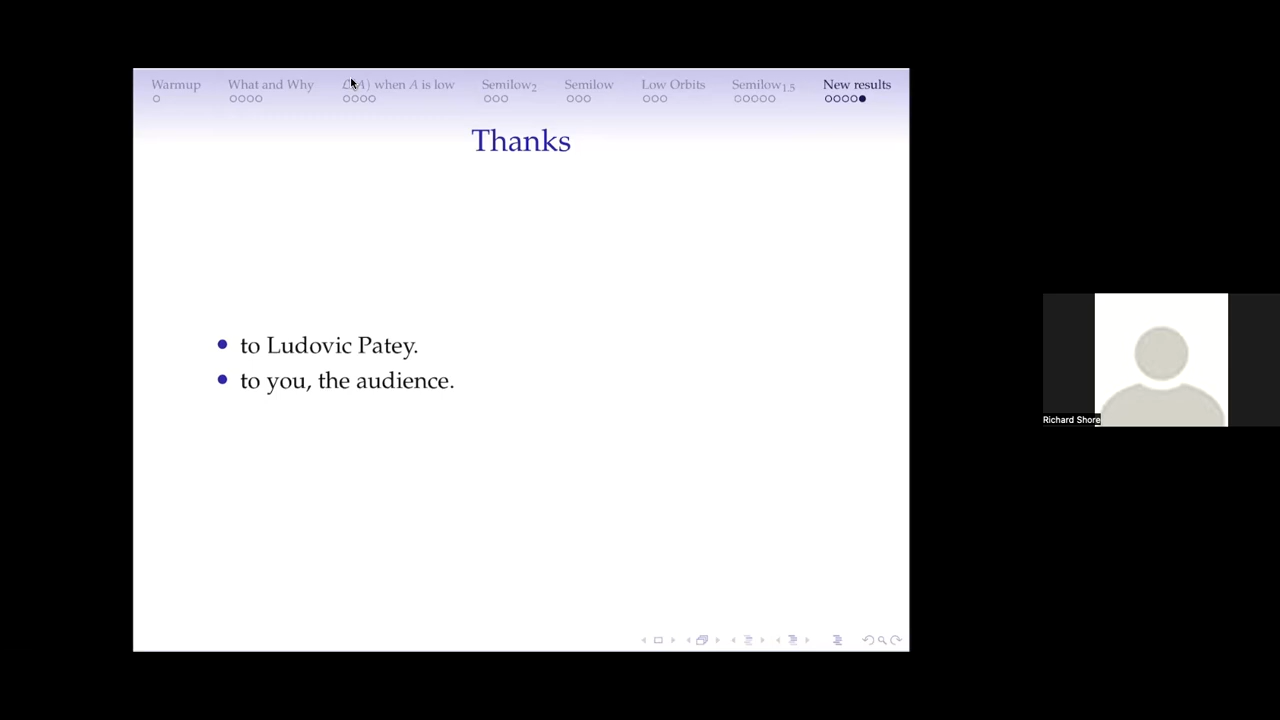 Warmup What and Why L(A) when A is low Semilow₂ Semilow Low Orbits Semilow₁.₅ New results
Thanks
• to Ludovic Patey.
• to you, the audience.
Richard Shore